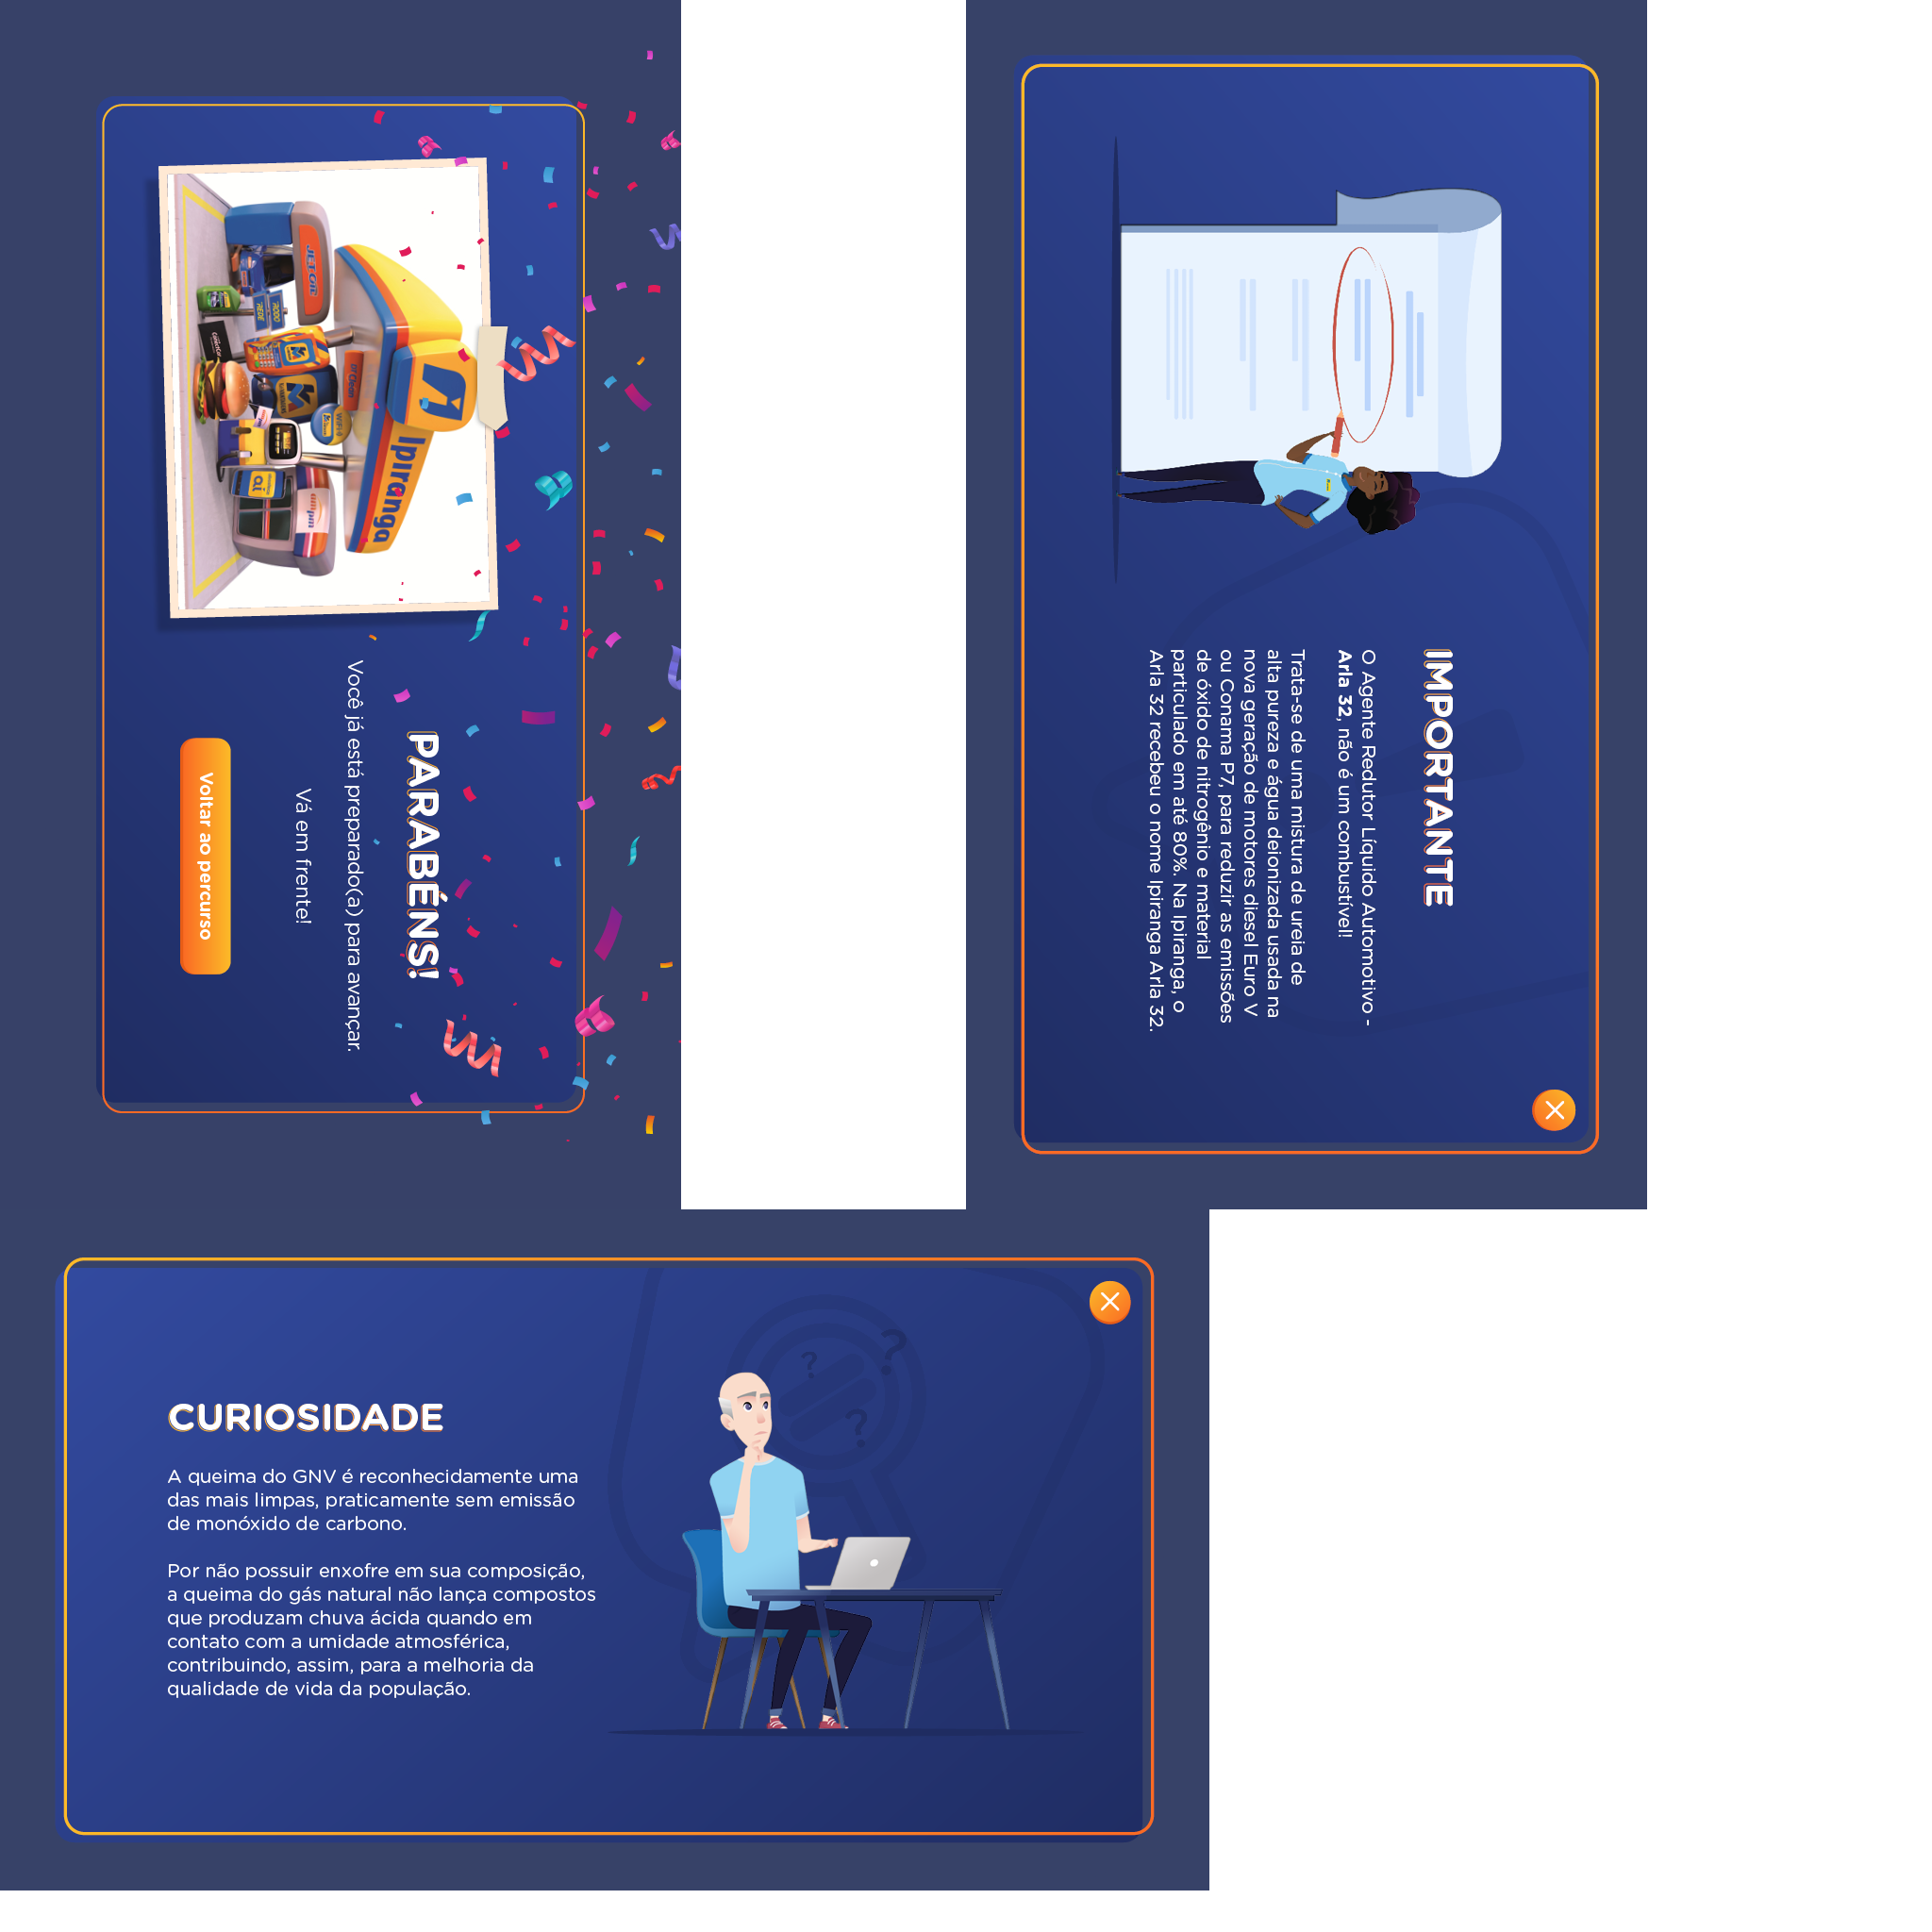 JET OIL
Ipiranga
ampm
PARABÉNS!
Você já está preparado(a) para avançar.
Vá em frente!
Voltar ao percurso
IMPORTANTE
O Agente Redutor Líquido Automotivo -
Arla 32, não é um combustível!
Trata-se de uma mistura de ureia de
alta pureza e água deionizada usada na
nova geração de motores diesel Euro V
ou Conama P7, para reduzir as emissões
de óxido de nitrogênio e material
particulado em até 80%. Na Ipiranga, o
Arla 32 recebeu o nome Ipiranga Arla 32.
CURIOSIDADE
A queima do GNV é reconhecidamente uma
das mais limpas, praticamente sem emissão
de monóxido de carbono.
Por não possuir enxofre em sua composição,
a queima do gás natural não lança compostos
que produzam chuva ácida quando em
contato com a umidade atmosférica,
contribuindo, assim, para a melhoria da
qualidade de vida da população.